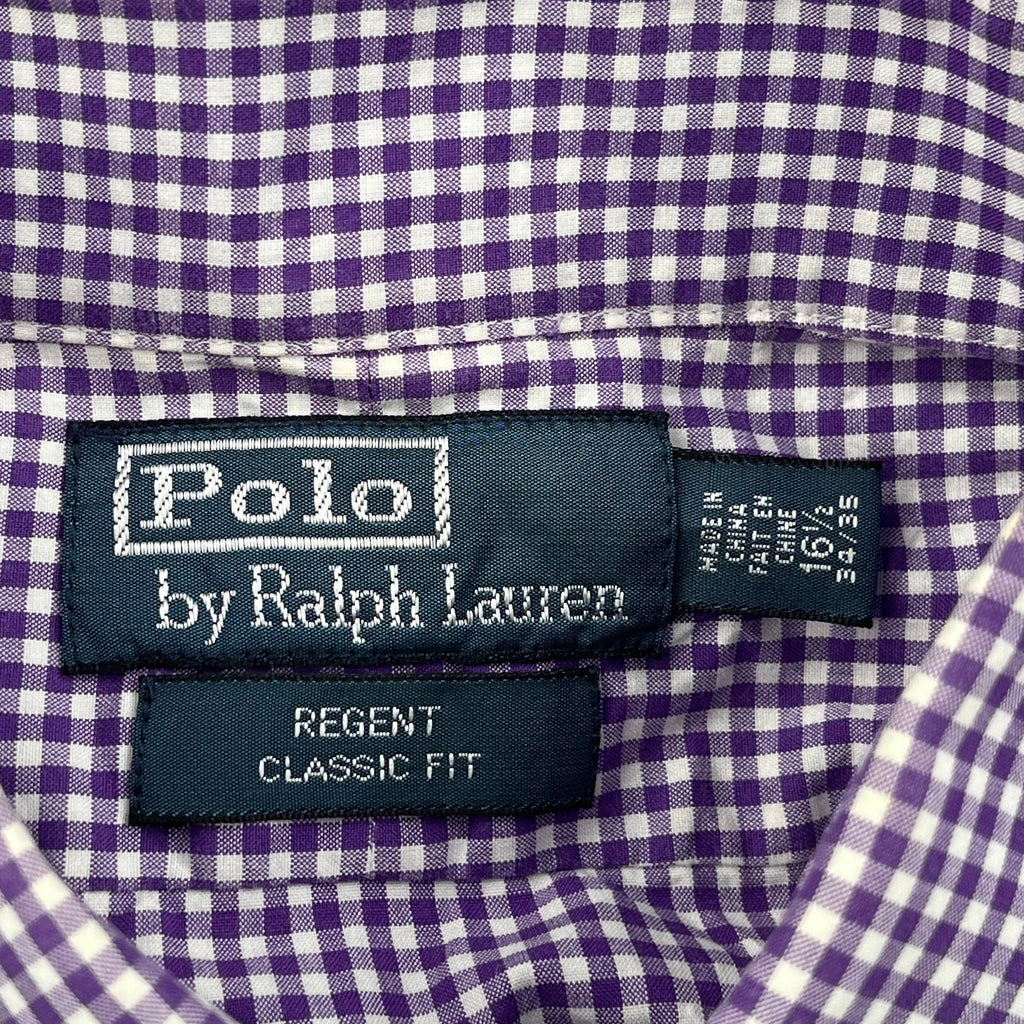 Polo
by Ralph Lauren
MADE IN
CHINA
FAIT EN
CHINE
16½
34/35
REGENT
CLASSIC FIT